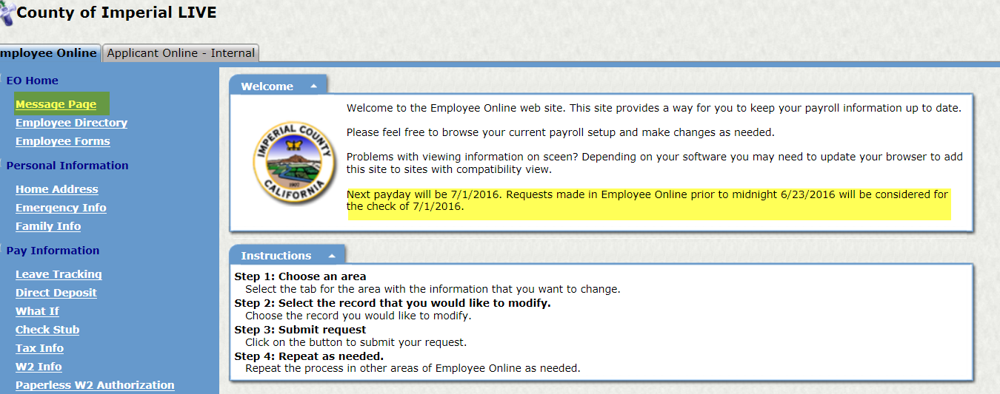 County of Imperial LIVE
mployee Online
Applicant Online - Internal
EO Home
Message Page
Employee Directory
Employee Forms
Personal Information
Home Address
Emergency Info
Family Info
Pay Information
Leave Tracking
Direct Deposit
What If
Check Stub
Tax Info
W2 Info
Paperless W2 Authorization
Welcome
IMPERIAL COUNTY
1907
CALIFORNIA
Welcome to the Employee Online web site. This site provides a way for you to keep your payroll information up to date.
Please feel free to browse your current payroll setup and make changes as needed.
Problems with viewing information on sceen? Depending on your software you may need to update your browser to add
this site to sites with compatibility view.
Next payday will be 7/1/2016. Requests made in Employee Online prior to midnight 6/23/2016 will be considered for
the check of 7/1/2016.
Instructions
Step 1: Choose an area
Select the tab for the area with the information that you want to change.
Step 2: Select the record that you would like to modify.
Choose the record you would like to modify.
Step 3: Submit request
Click on the button to submit your request.
Step 4: Repeat as needed.
Repeat the process in other areas of Employee Online as needed.